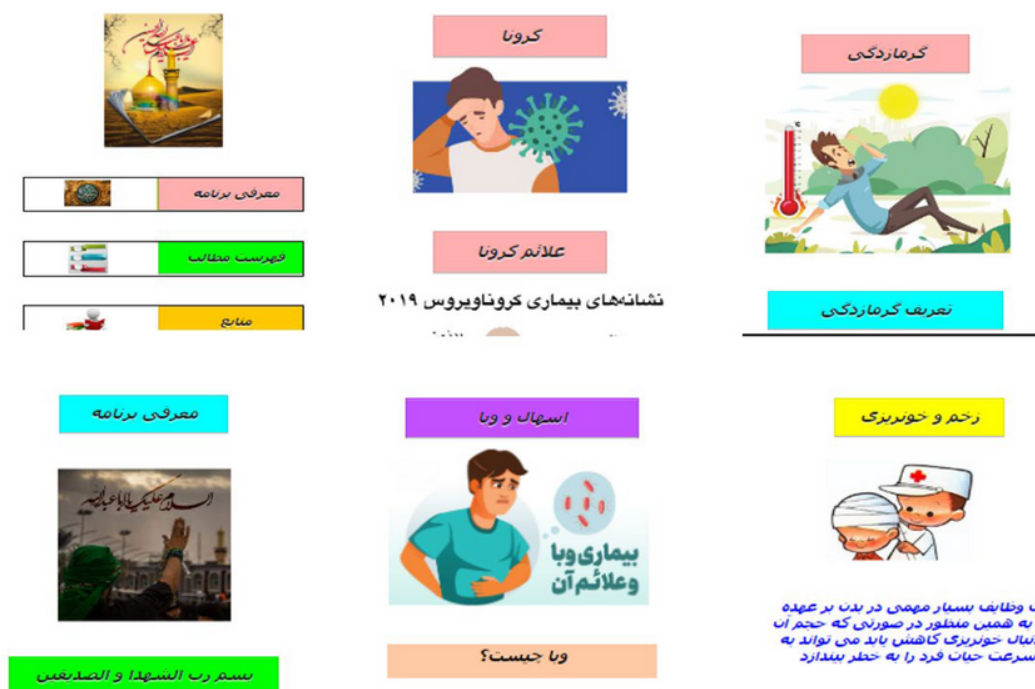 معرفی برنامه
فهرست مطالب
منابع
کرونا
علائم کرونا
نشانه‌های بیماری کروناویروس ۲۰۱۹
گرمازدگی
تعریف گرمازدگی
معرفی برنامه
السلام علیک یا اباعبدالله
بسم رب الشهدا و الصدیقین
اسهال و وبا
بیماری وبا
و علائم آن
وبا چیست؟
زخم و خونریزی
وظایف بسیار مهمی در بدن بر عهده
به همین منظور در صورتی که حجم آن
دنبال خونریزی کاهش یابد می تواند به
سرعت حیات فرد را به خطر بیندازد